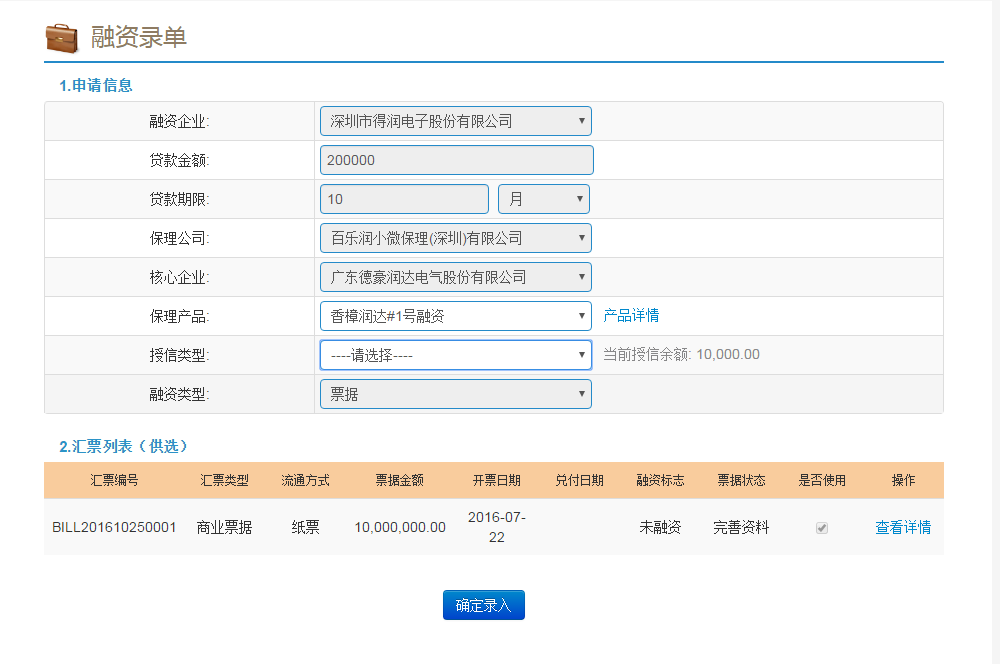 融资录单
1.申请信息
融资企业: 深圳市得润电子股份有限公司
贷款金额: 200000
贷款期限: 10 月
保理公司: 百乐润小微保理(深圳)有限公司
核心企业: 广东德豪润达电气股份有限公司
保理产品: 香樟润达#1号融资 产品详情
授信类型: ----请选择---- 当前授信余额: 10,000.00
融资类型: 票据
2.汇票列表（供选）
汇票编号 汇票类型 流通方式 票据金额 开票日期 兑付日期 融资标志 票据状态 是否使用 操作
BILL201610250001 商业票据 纸票 10,000,000.00 2016-07-22 未融资 完善资料 查看详情
确定录入